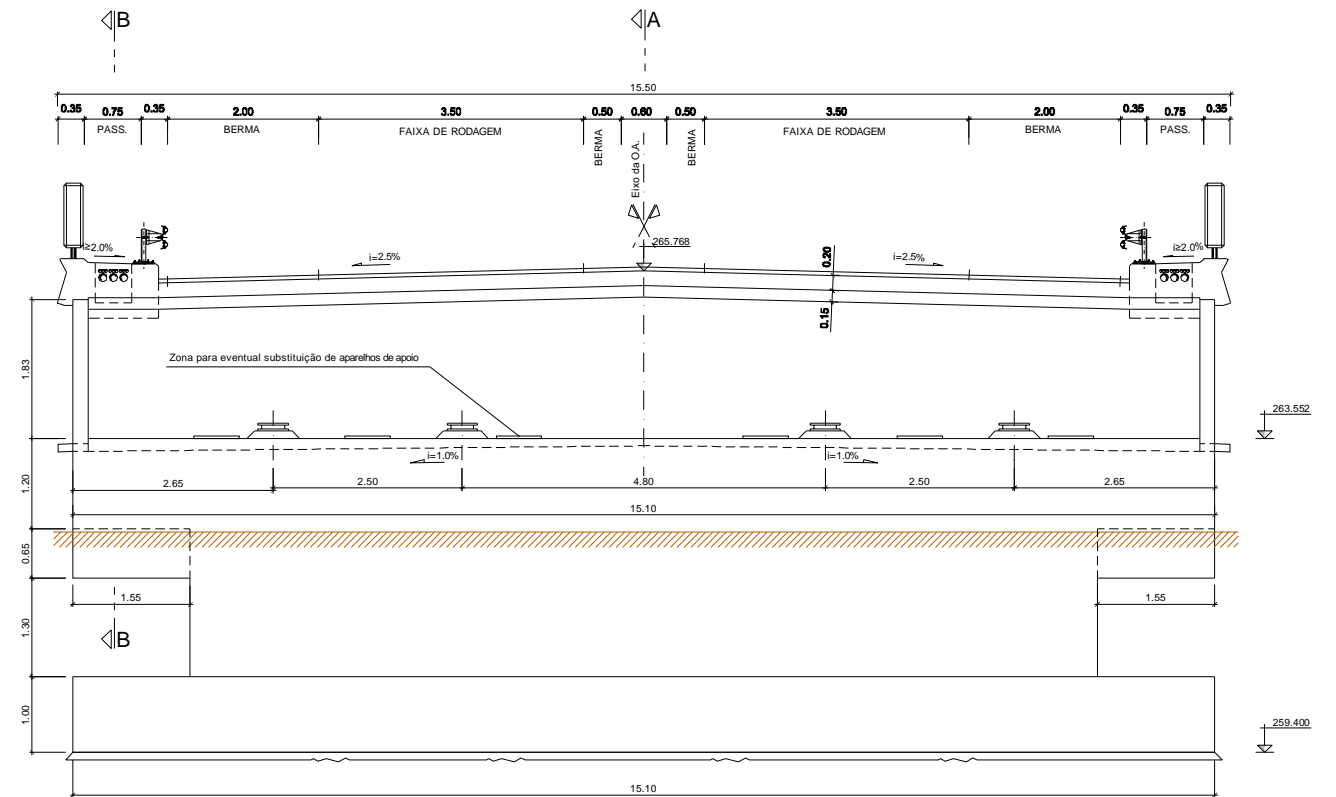 B
A
15.50
0.35 0.75 0.35 2.00 3.50 0.50 0.60 0.50 3.50 2.00 0.35 0.75 0.35
PASS. BERMA FAIXA DE RODAGEM BERMA Eixo da O.A. BERMA FAIXA DE RODAGEM BERMA PASS.
265.768
i≥2.0% i=2.5% 0.20 i=2.5% i≥2.0%
0.15
Zona para eventual substituição de aparelhos de apoio
1.83
263.552
i=1.0% i=1.0%
1.20
2.65 2.50 4.80 2.50 2.65
15.10
0.65
1.55 1.55
1.30
B
1.00
259.400
15.10